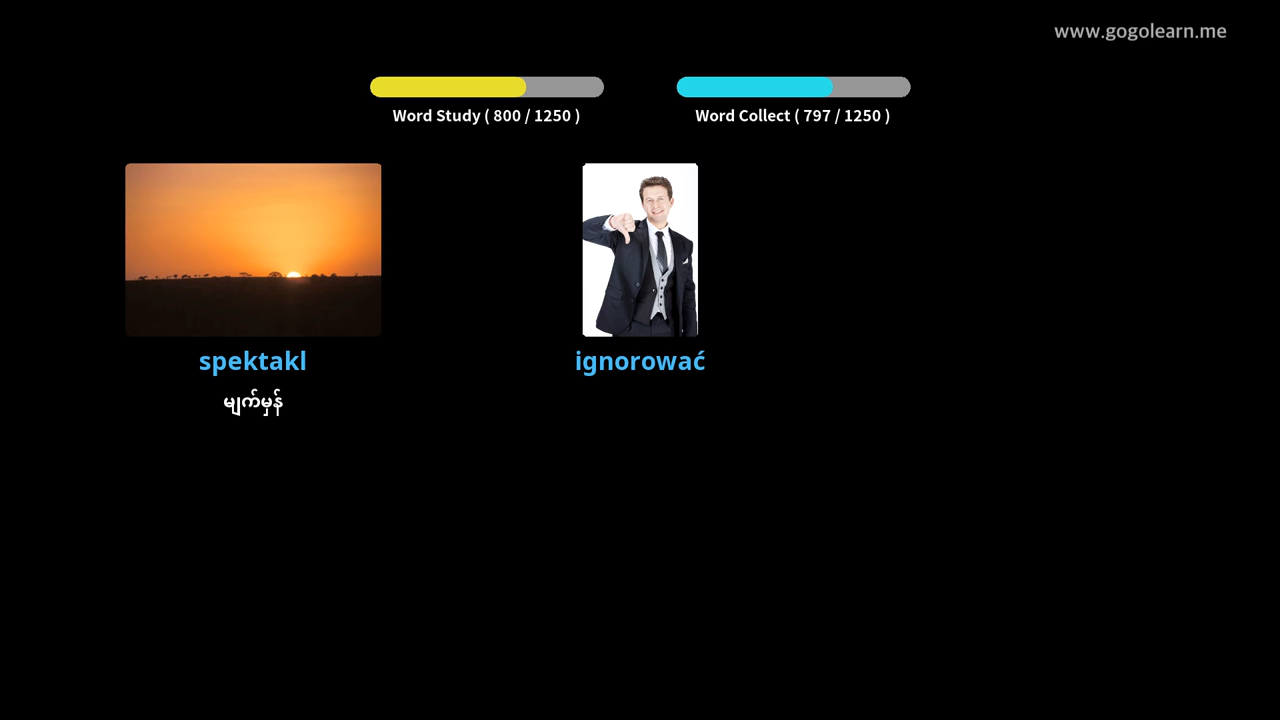 www.gogolearn.me
Word Study ( 800 / 1250 )
Word Collect ( 797 / 1250 )
spektakl
ignorować
မျက်မှန်